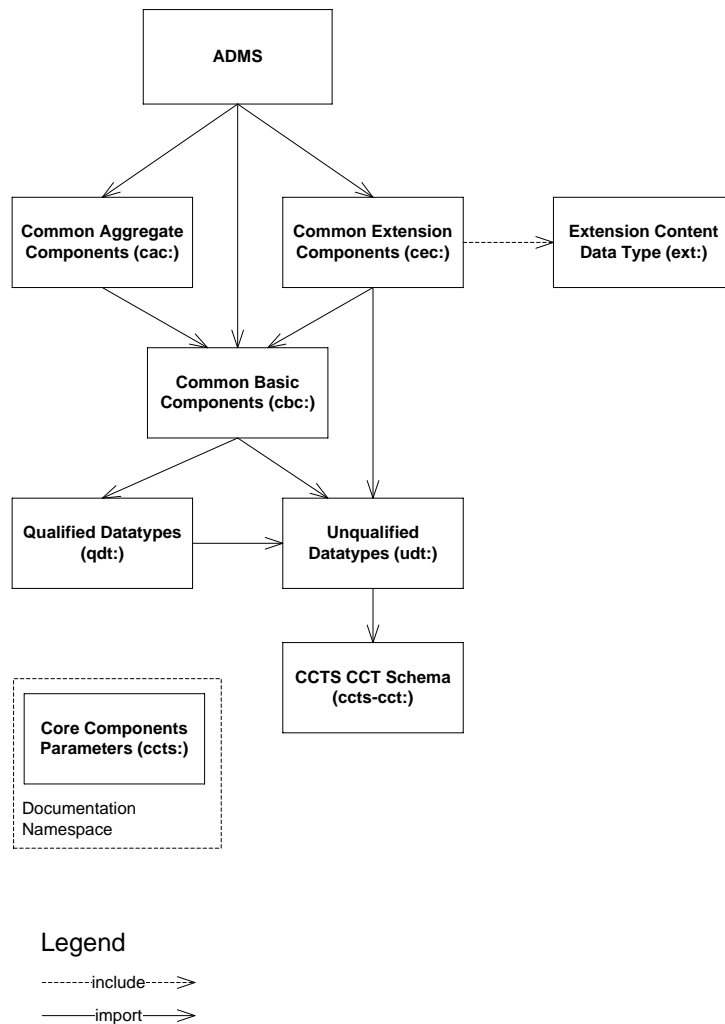 ADMS
Common Aggregate
Components (cac:)
Common Extension
Components (cec:)
Extension Content
Data Type (ext:)
Common Basic
Components (cbc:)
Qualified Datatypes
(qdt:)
Unqualified
Datatypes (udt:)
CCTS CCT Schema
(ccts-cct:)
Core Components
Parameters (ccts:)
Documentation
Namespace
Legend
include
import